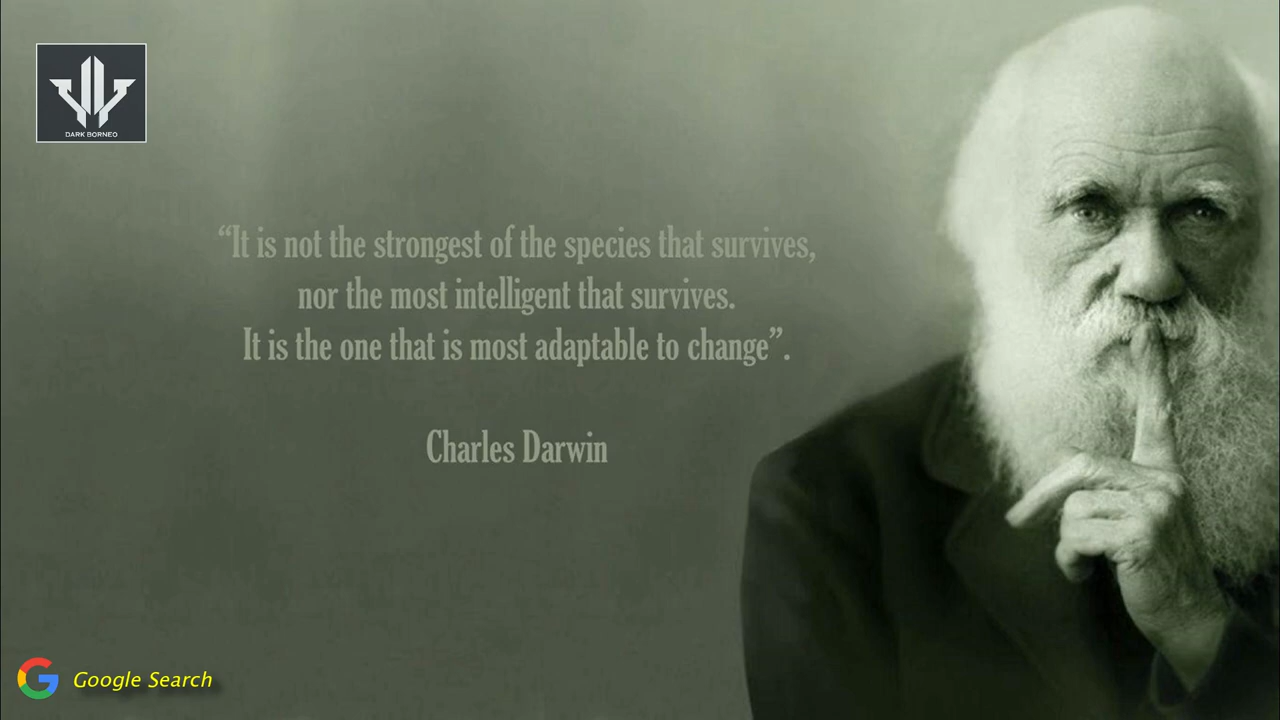 DARK BORNEO
“It is not the strongest of the species that survives,
nor the most intelligent that survives.
It is the one that is most adaptable to change”.
Charles Darwin
Google Search